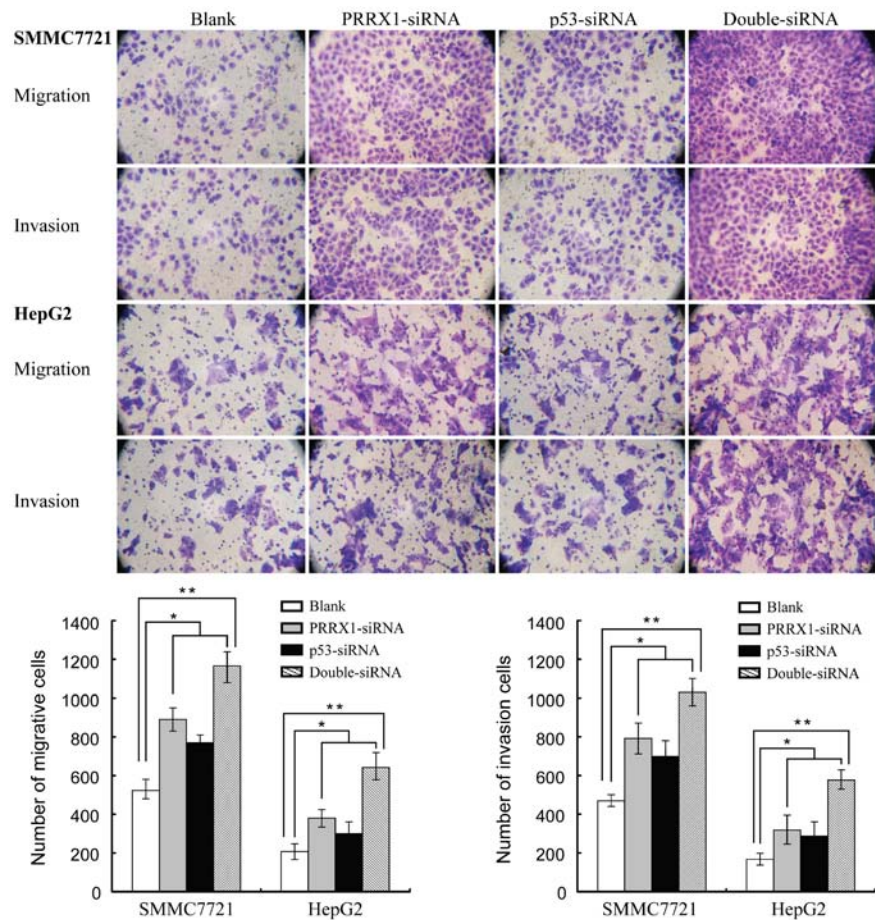 Blank PRRX1-siRNA p53-siRNA Double-siRNA
SMMC7721
Migration
Invasion
HepG2
Migration
Invasion
Number of migrative cells
1400
1200
1000
800
600
400
200
0
**
*
**
*
Blank
PRRX1-siRNA
p53-siRNA
Double-siRNA
SMMC7721 HepG2
Number of invasion cells
1400
1200
1000
800
600
400
200
0
**
*
**
*
Blank
PRRX1-siRNA
p53-siRNA
Double-siRNA
SMMC7721 HepG2